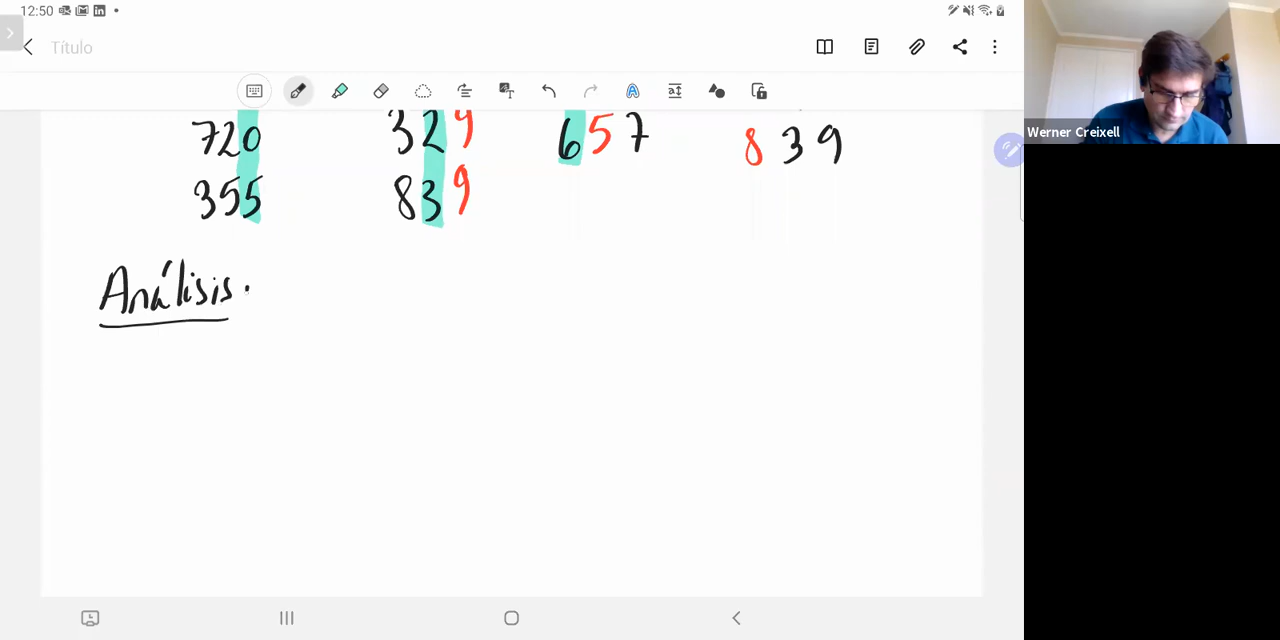 12:50
Título
720 329 657 839
355 839
Análisis.
Werner Creixell